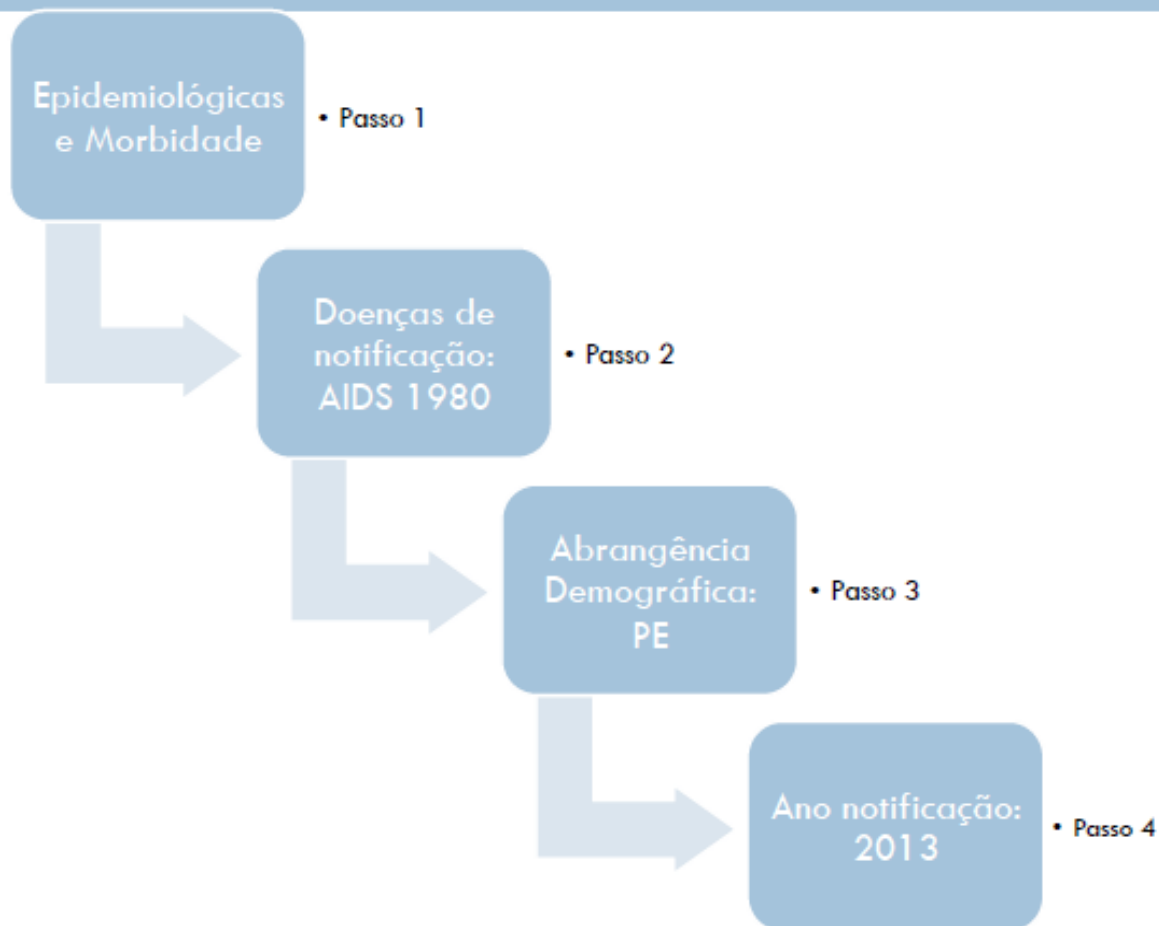 Epidemiológicas
e Morbidade
• Passo 1
Doenças de
notificação:
AIDS 1980
• Passo 2
Abrangência
Demográfica:
PE
• Passo 3
Ano notificação:
2013
• Passo 4